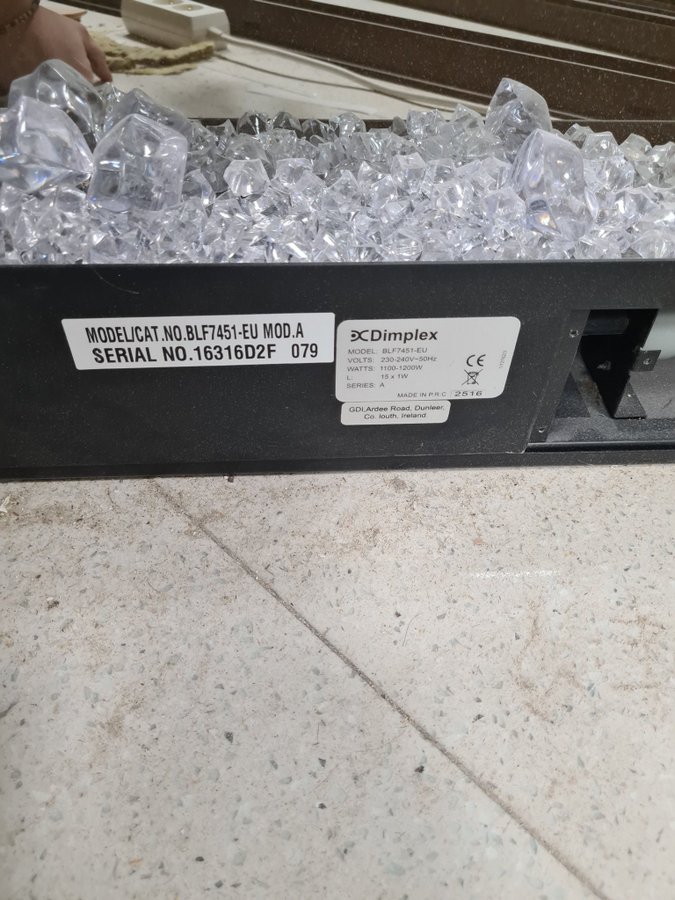 MODEL/CAT.NO.BLF7451-EU MOD.A
SERIAL NO.16316D2F 079
Dimplex
MODEL: BLF7451-EU
VOLTS: 230-240V~50Hz
WATTS: 1100-1200W
L: 15 x 1W
SERIES: A
CE
MADE IN P.R.C
2516
GDI,Ardee Road, Dunleer,
Co. louth, Ireland